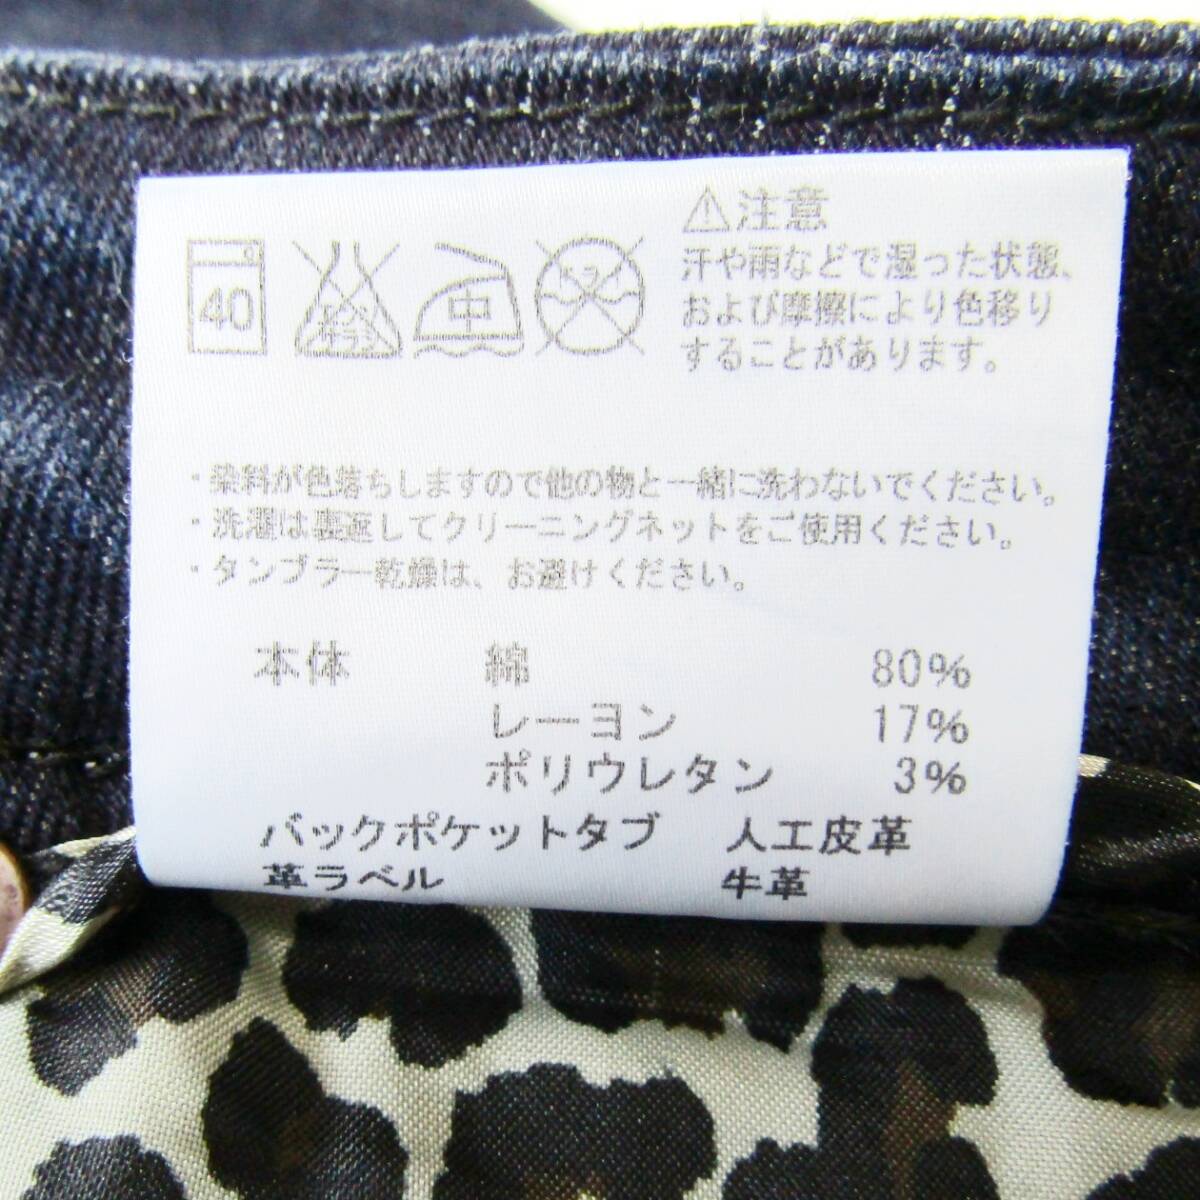 40
エンソ
サラシ
中
ドライ
⚠注意
汗や雨などで湿った状態、
および摩擦により色移り
することがあります。
・染料が色落ちしますので他の物と一緒に洗わないでください。
・洗濯は裏返してクリーニングネットをご使用ください。
・タンブラー乾燥は、お避けください。
本体 綿 80%
レーヨン 17%
ポリウレタン 3%
バックポケットタブ 人工皮革
革ラベル 牛革